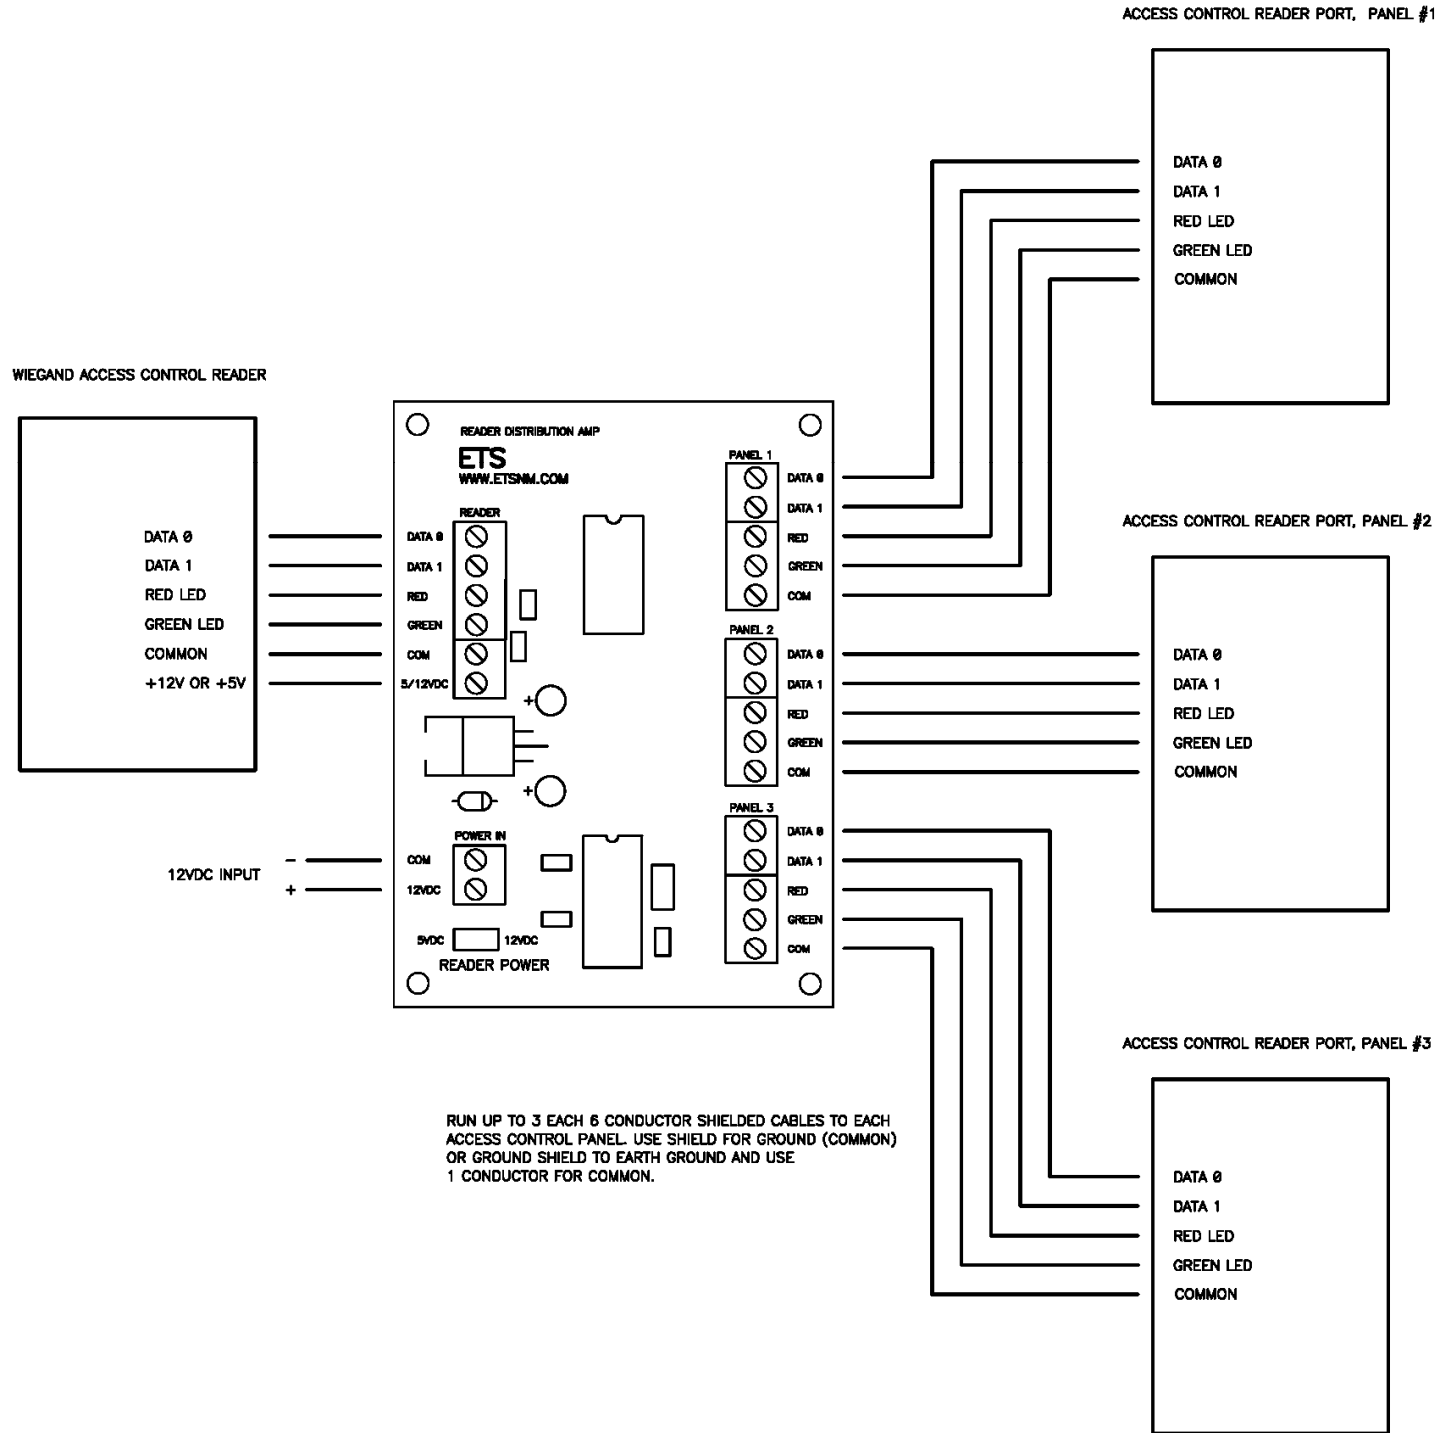 ACCESS CONTROL READER PORT, PANEL #1
DATA 0
DATA 1
RED LED
GREEN LED
COMMON
WIEGAND ACCESS CONTROL READER
DATA 0
DATA 1
RED LED
GREEN LED
COMMON
+12V OR +5V
12VDC INPUT
-
+
READER DISTRIBUTION AMP
ETS
WWW.ETSNM.COM
READER
DATA 0
DATA 1
RED
GREEN
COM
5/12VDC
+
+
POWER IN
COM
12VDC
5VDC
12VDC
READER POWER
PANEL 1
DATA 0
DATA 1
RED
GREEN
COM
PANEL 2
DATA 0
DATA 1
RED
GREEN
COM
PANEL 3
DATA 0
DATA 1
RED
GREEN
COM
ACCESS CONTROL READER PORT, PANEL #2
DATA 0
DATA 1
RED LED
GREEN LED
COMMON
ACCESS CONTROL READER PORT, PANEL #3
DATA 0
DATA 1
RED LED
GREEN LED
COMMON
RUN UP TO 3 EACH 6 CONDUCTOR SHIELDED CABLES TO EACH
ACCESS CONTROL PANEL. USE SHIELD FOR GROUND (COMMON)
OR GROUND SHIELD TO EARTH GROUND AND USE
1 CONDUCTOR FOR COMMON.